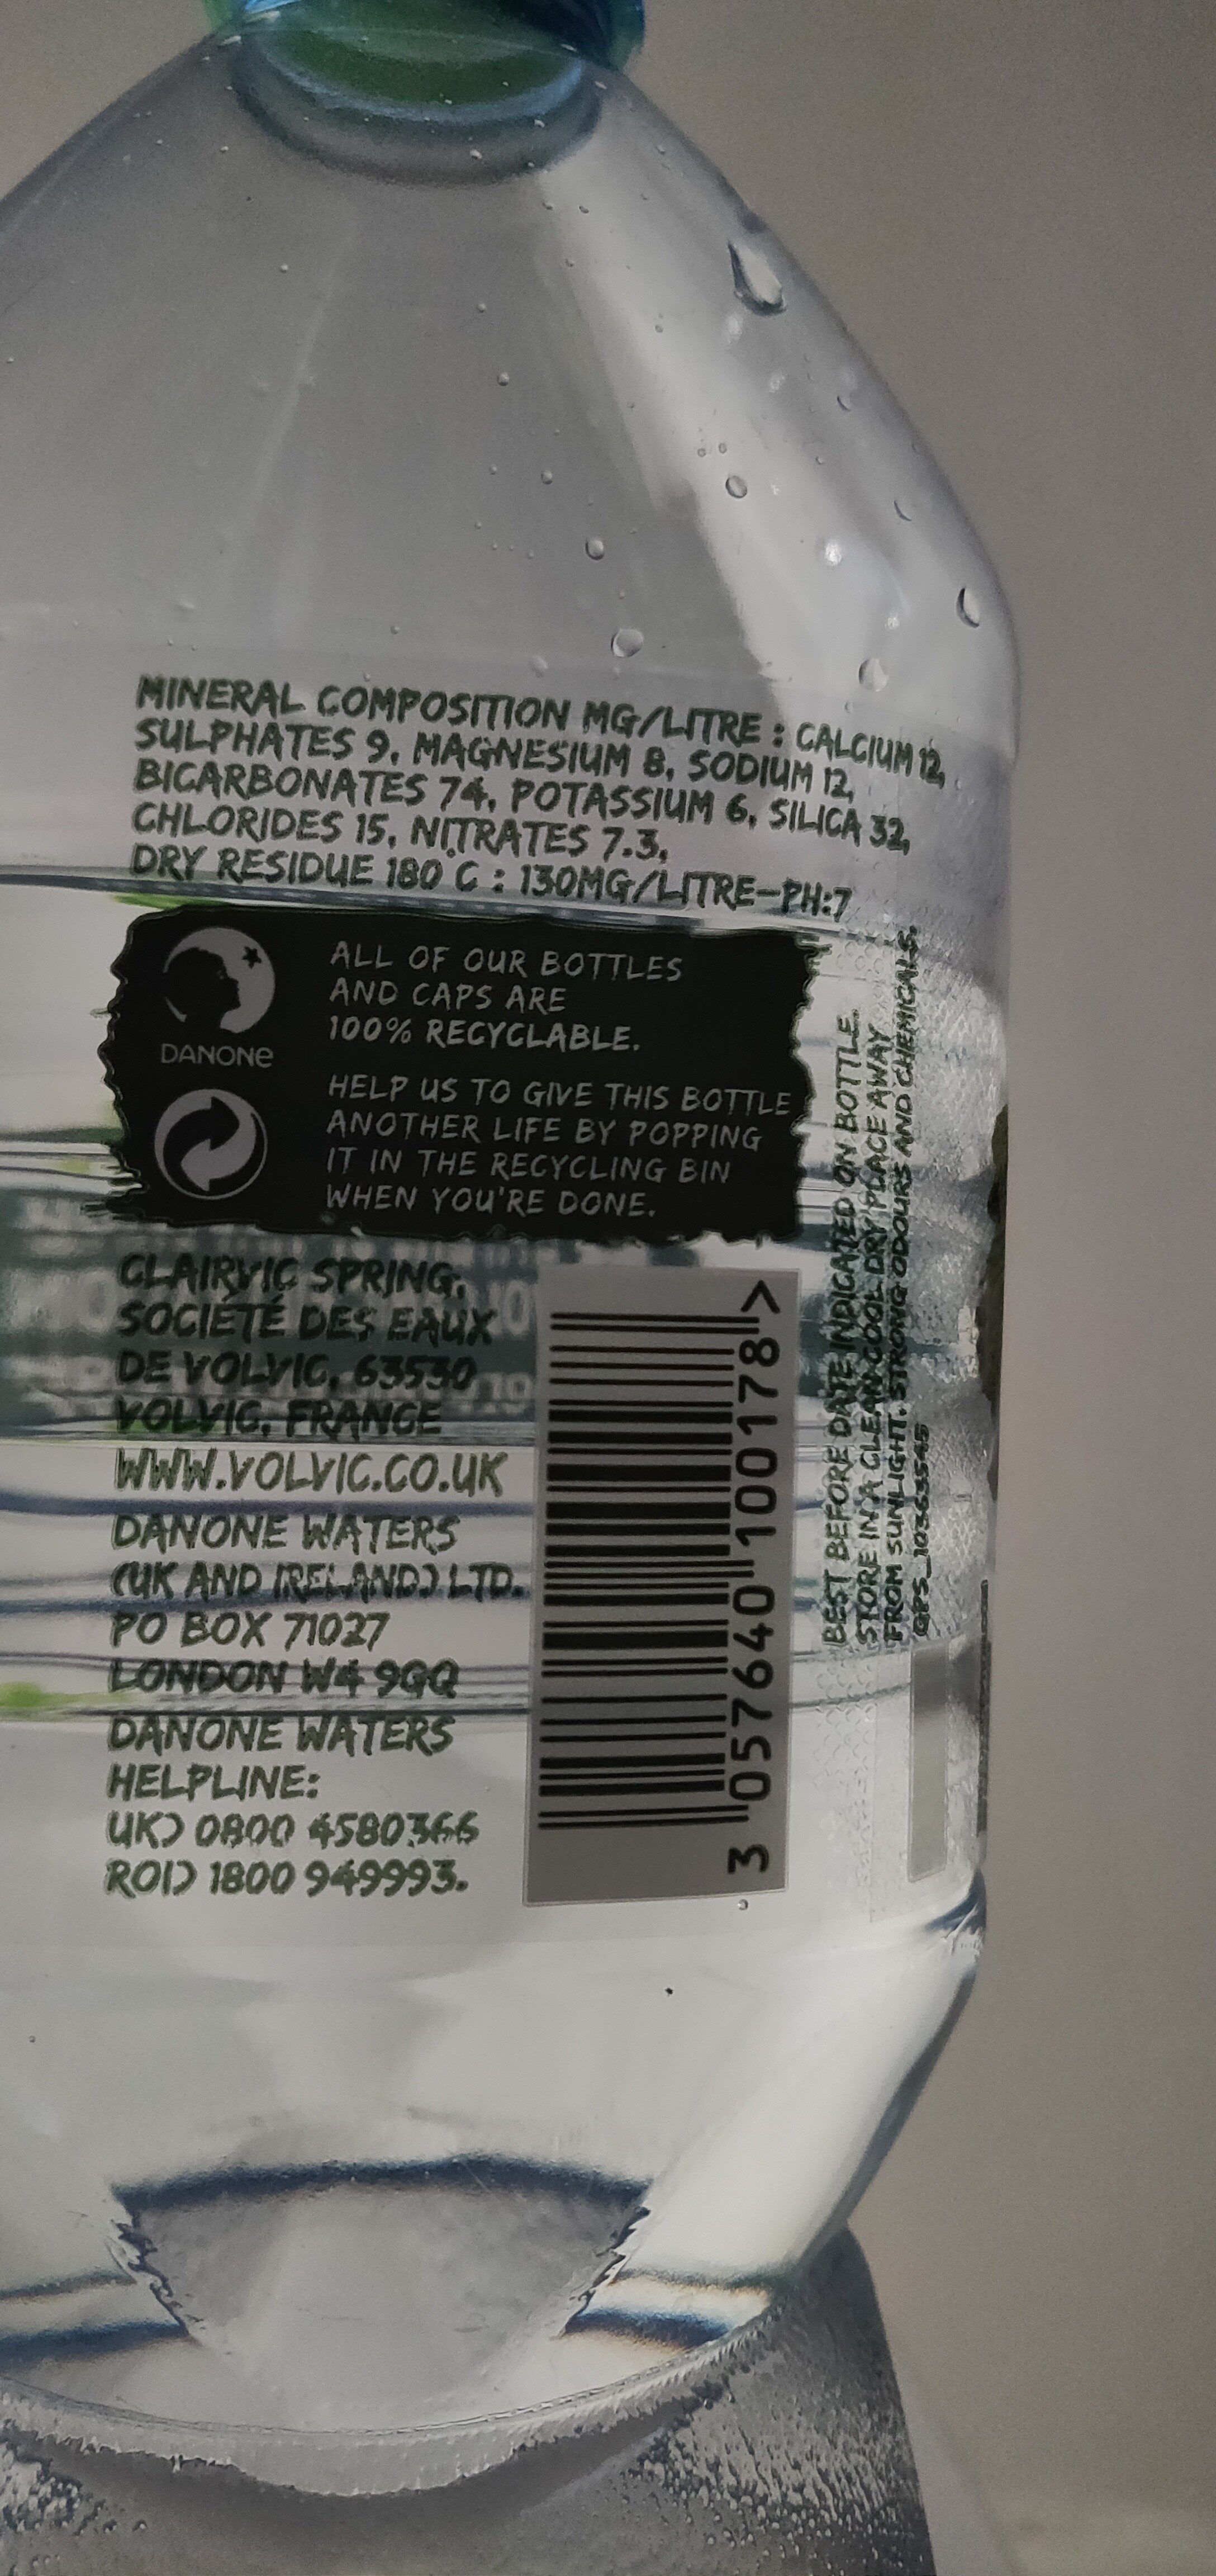 MINERAL COMPOSITION MG/LITRE : CALCIUM 12,
SULPHATES 9, MAGNESIUM 8, SODIUM 12,
BICARBONATES 74, POTASSIUM 6, SILICA 32,
CHLORIDES 15, NITRATES 7.3,
DRY RESIDUE 180°C : 130MG/LITRE-PH:7
DANONE
ALL OF OUR BOTTLES
AND CAPS ARE
100% RECYCLABLE.
HELP US TO GIVE THIS BOTTLE
ANOTHER LIFE BY POPPING
IT IN THE RECYCLING BIN
WHEN YOU'RE DONE.
CLAIRVIC SPRING,
SOCIÉTÉ DES EAUX
DE VOLVIC, 63530
VOLVIC, FRANCE
WWW.VOLVIC.CO.UK
DANONE WATERS
(UK AND IRELAND) LTD.
PO BOX 71027
LONDON W4 9GQ
DANONE WATERS
HELPLINE:
UK) 0800 4580366
ROI) 1800 949993.
3 057640 100178 >
BEST BEFORE DATE INDICATED ON BOTTLE.
STORE IN A CLEAN COOL DRY PLACE AWAY
FROM SUNLIGHT. STRONG ODOURS AND CHEMICALS.